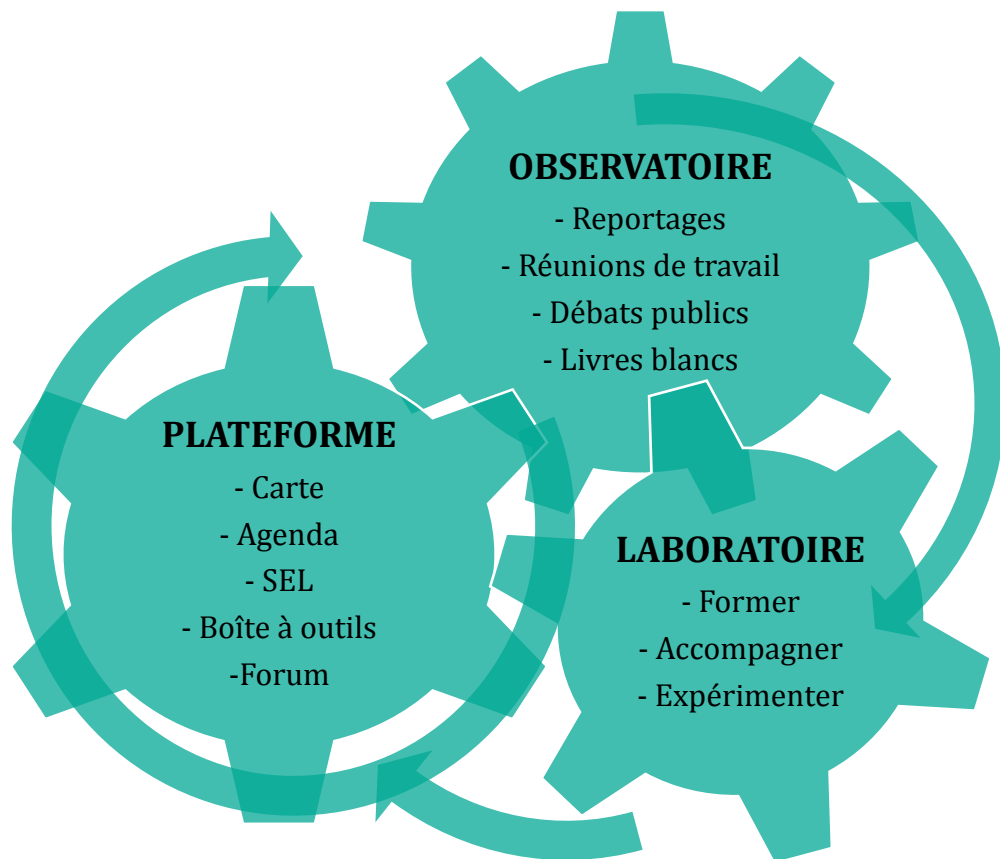 OBSERVATOIRE
- Reportages
- Réunions de travail
- Débats publics
- Livres blancs
PLATEFORME
- Carte
- Agenda
- SEL
- Boîte à outils
-Forum
LABORATOIRE
- Former
- Accompagner
- Expérimenter